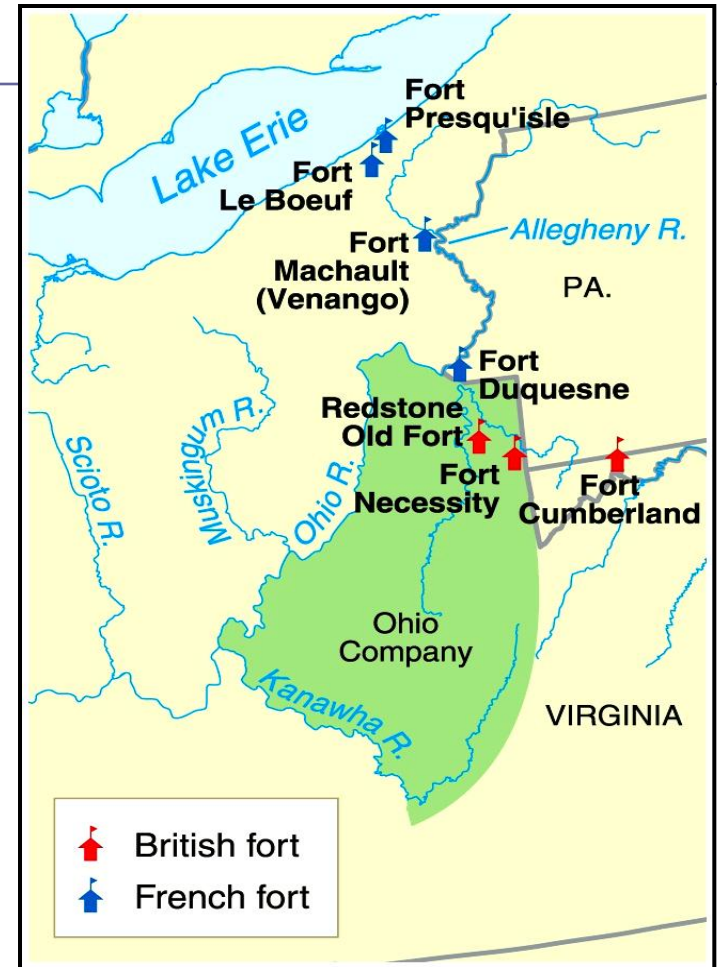 Fort
Presqu'isle
Lake Erie
Fort
Le Boeuf
Allegheny R.
Fort
Machault
(Venango)
PA.
Fort
Duquesne
Redstone
Old Fort
Muskingum R.
Scioto R.
Ohio R.
Fort
Necessity
Fort
Cumberland
Ohio
Company
Kanawha R.
VIRGINIA
British fort
French fort